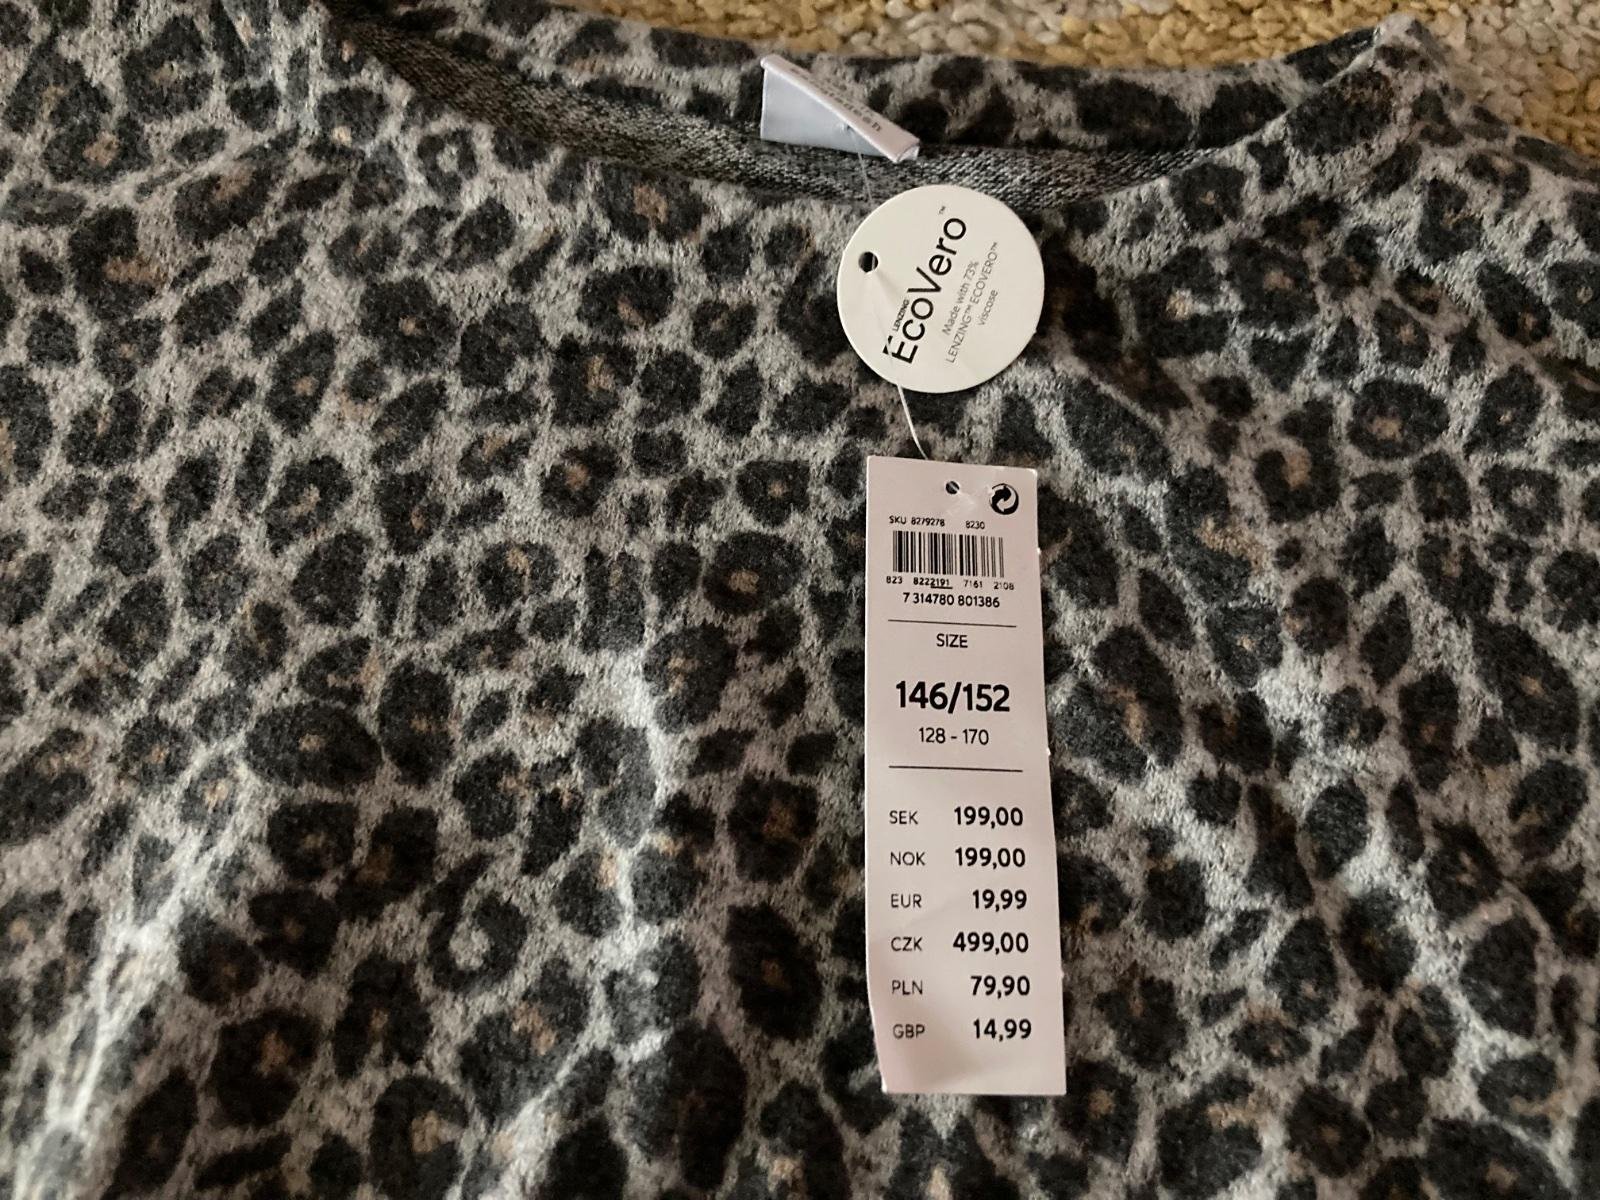 LENZING
EcoVero™
Made with 73%
LENZING™ ECOVERO™
viscose
SKU 8279278 8230
823 8222191 7161 2108
7 314780 801386
SIZE
146/152
128 - 170
SEK 199,00
NOK 199,00
EUR 19,99
CZK 499,00
PLN 79,90
GBP 14,99